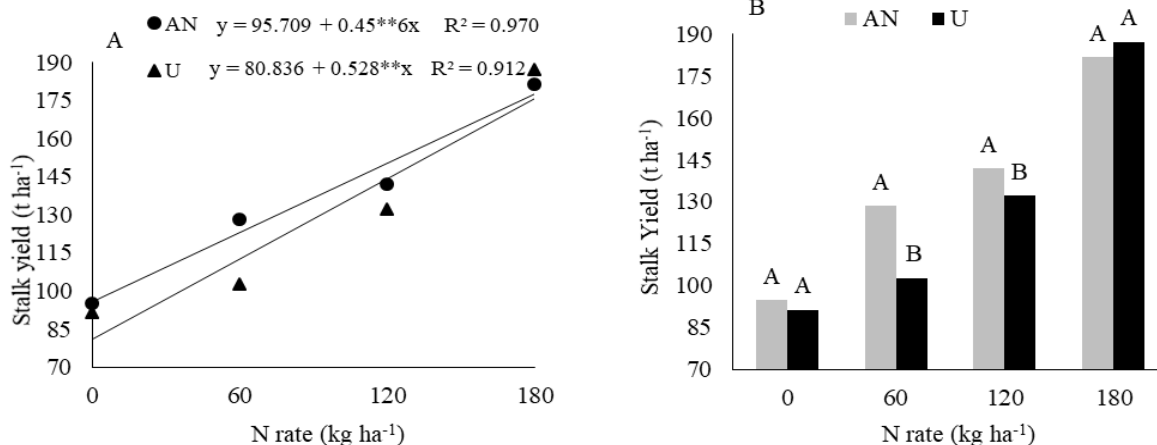 A
● AN y = 95.709 + 0.45**6x R² = 0.970
▲ U y = 80.836 + 0.528**x R² = 0.912
Stalk yield (t ha⁻¹)
190
175
160
145
130
115
100
85
70
0 60 120 180
N rate (kg ha⁻¹)
B
AN U
Stalk Yield (t ha⁻¹)
190
175
160
145
130
115
100
85
70
A A
A B
A B
A A
0 60 120 180
N rate (kg ha⁻¹)